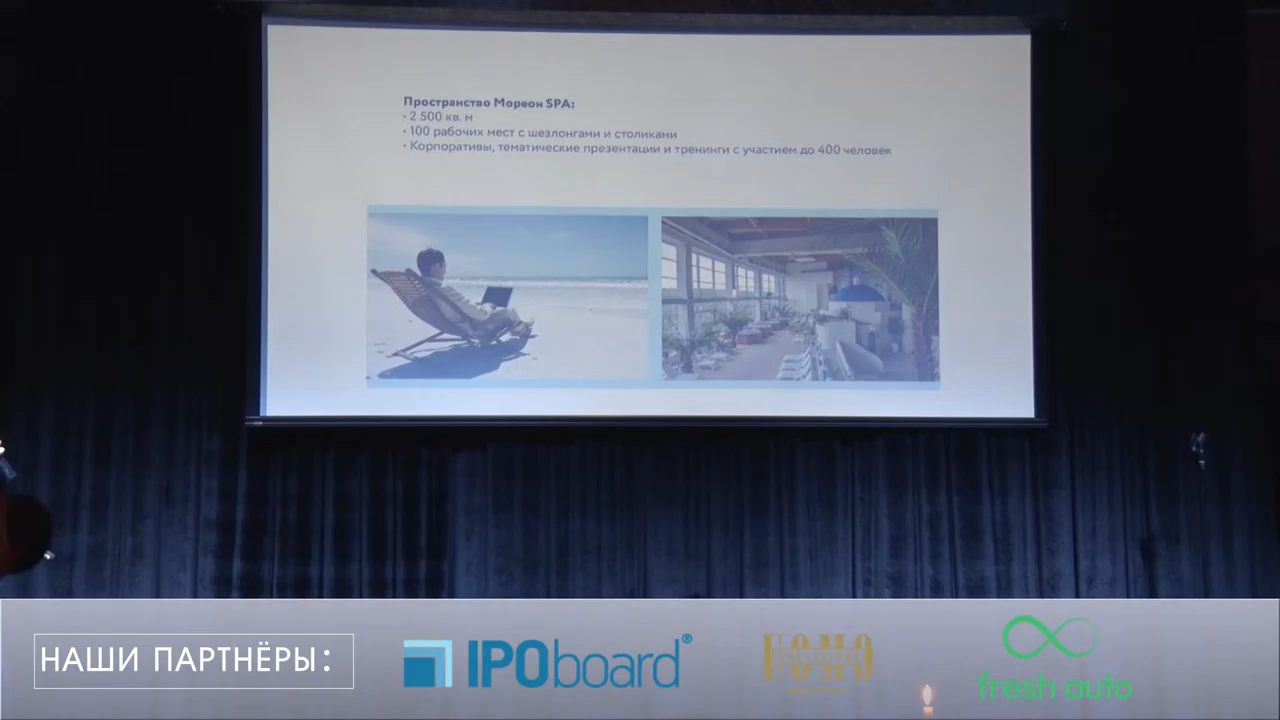 Пространство Мореон SPA:
• 2 500 кв. м
• 100 рабочих мест с шезлонгами и столиками
• Корпоративы, тематические презентации и тренинги с участием до 400 человек
НАШИ ПАРТНЁРЫ:
IPOboard®
UOMO
fresh auto